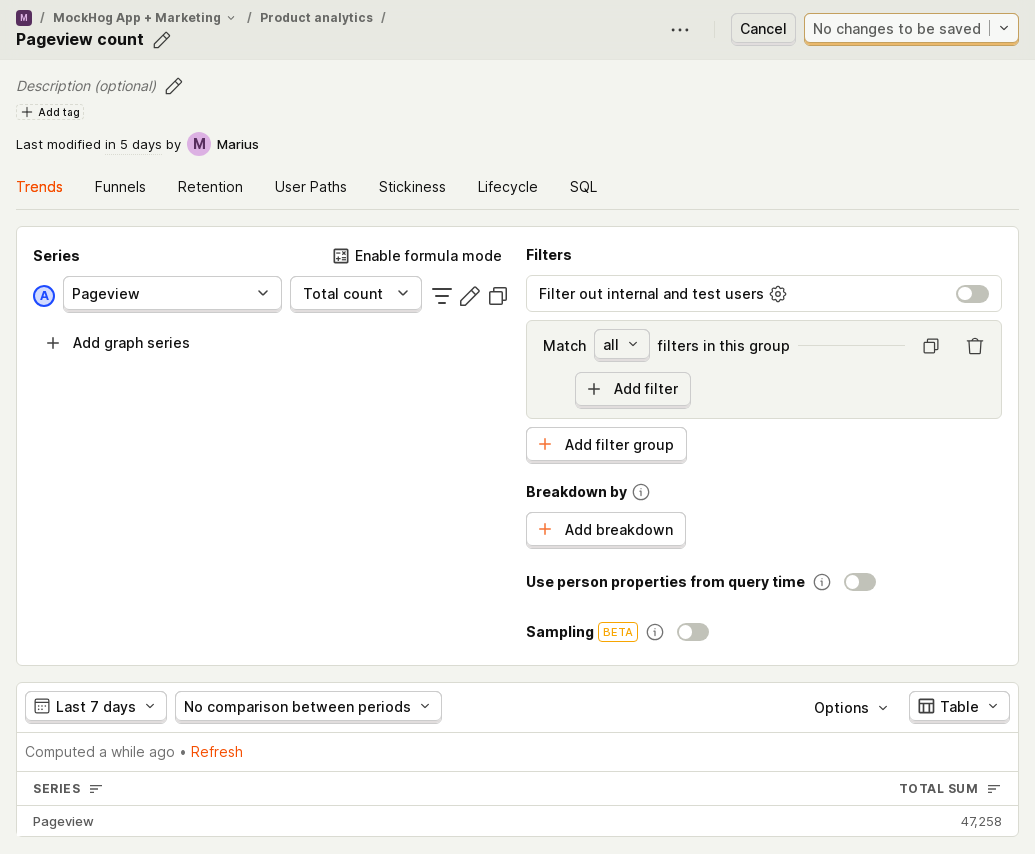 M / MockHog App + Marketing / Product analytics /
Pageview count
Cancel
No changes to be saved
Description (optional)
Add tag
Last modified in 5 days by M Marius
Trends Funnels Retention User Paths Stickiness Lifecycle SQL
Series
Enable formula mode
A Pageview Total count
Add graph series
Filters
Filter out internal and test users
Match all filters in this group
Add filter
Add filter group
Breakdown by
Add breakdown
Use person properties from query time
Sampling BETA
Last 7 days No comparison between periods Options Table
Computed a while ago • Refresh
SERIES TOTAL SUM
Pageview 47,258